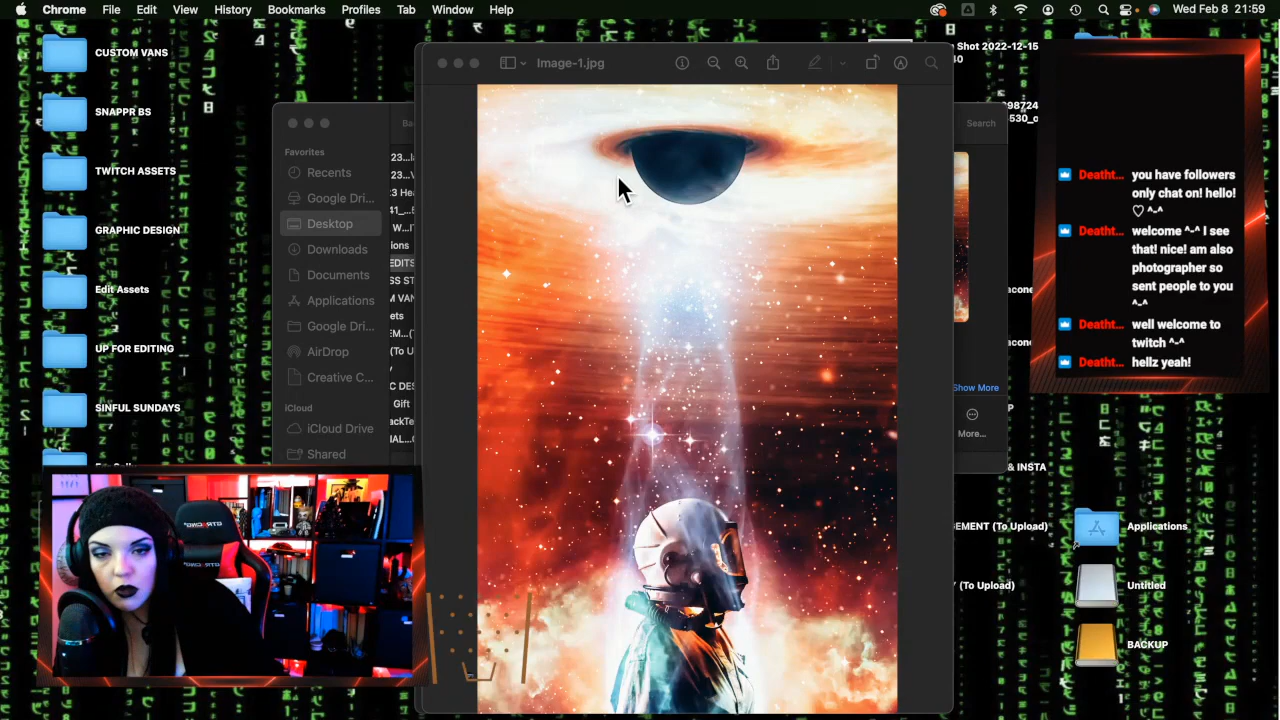 Chrome File Edit View History Bookmarks Profiles Tab Window Help
Wed Feb 8 21:59
CUSTOM VANS
SNAPPR BS
TWITCH ASSETS
GRAPHIC DESIGN
Edit Assets
UP FOR EDITING
SINFUL SUNDAYS
Favorites
Recents
Google Dri...
Desktop
Downloads
Documents
Applications
Google Dri...
AirDrop
Creative C...
iCloud
iCloud Drive
Shared
Image-1.jpg
Search
Show More
More...
Shot 2022-12-15
Deatht... you have followers
only chat on! hello!
♡ ^-^
Deatht... welcome ^-^ I see
that! nice! am also
photographer so
sent people to you
^-^
Deatht... well welcome to
twitch ^-^
Deatht... hellz yeah!
& INSTA
EMENT (To Upload)
(To Upload)
Applications
Untitled
BACKUP